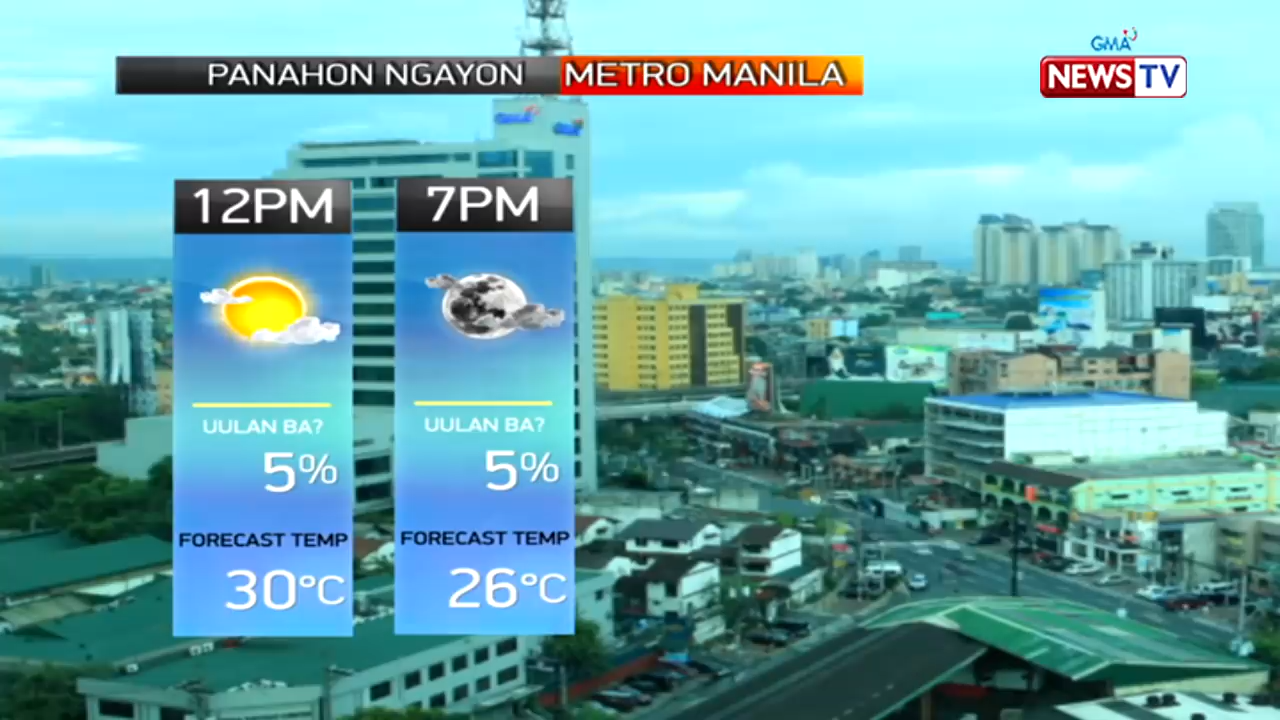 PANAHON NGAYON METRO MANILA
GMA
NEWS TV
12PM
UULAN BA?
5%
FORECAST TEMP
30°C
7PM
UULAN BA?
5%
FORECAST TEMP
26°C